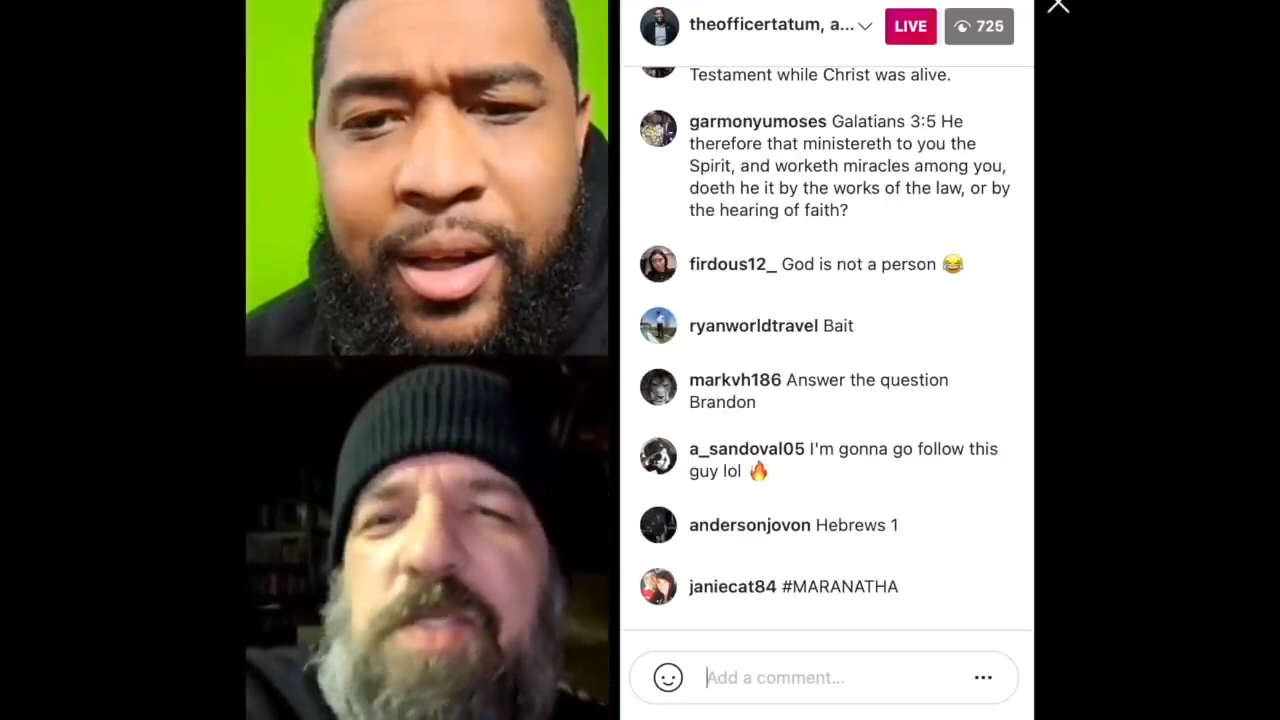 theofficertatum, a...
LIVE
725
Testament while Christ was alive.
garmonyumoses Galatians 3:5 He
therefore that ministereth to you the
Spirit, and worketh miracles among you,
doeth he it by the works of the law, or by
the hearing of faith?
firdous12_ God is not a person 😂
ryanworldtravel Bait
markvh186 Answer the question
Brandon
a_sandoval05 I'm gonna go follow this
guy lol 🔥
andersonjovon Hebrews 1
janiecat84 #MARANATHA
Add a comment...